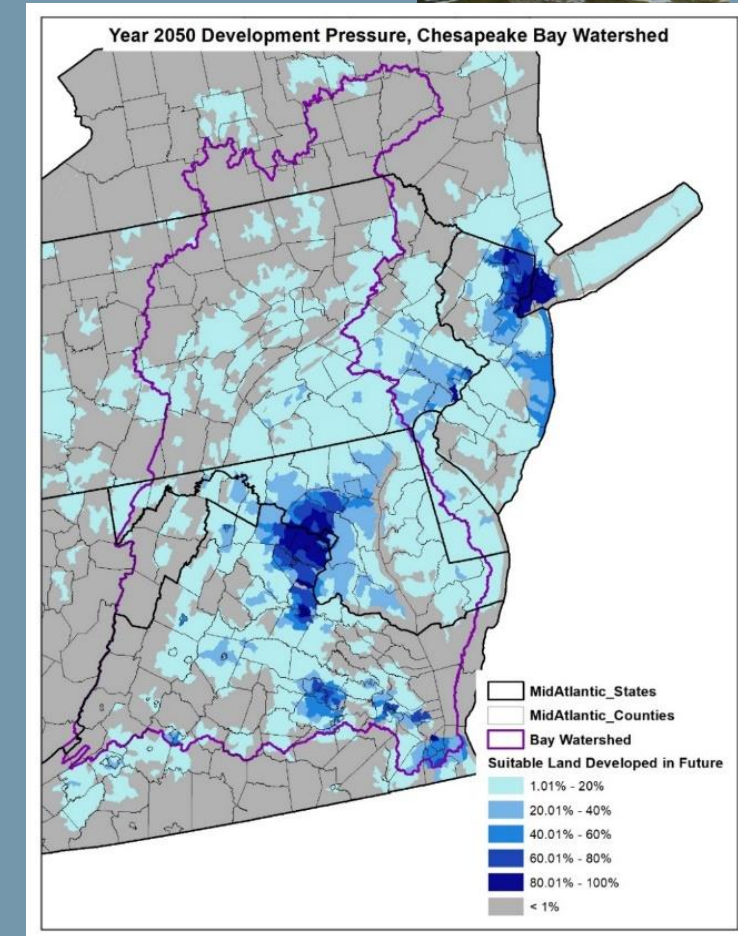 Year 2050 Development Pressure, Chesapeake Bay Watershed
MidAtlantic_States
MidAtlantic_Counties
Bay Watershed
Suitable Land Developed in Future
1.01% - 20%
20.01% - 40%
40.01% - 60%
60.01% - 80%
80.01% - 100%
< 1%